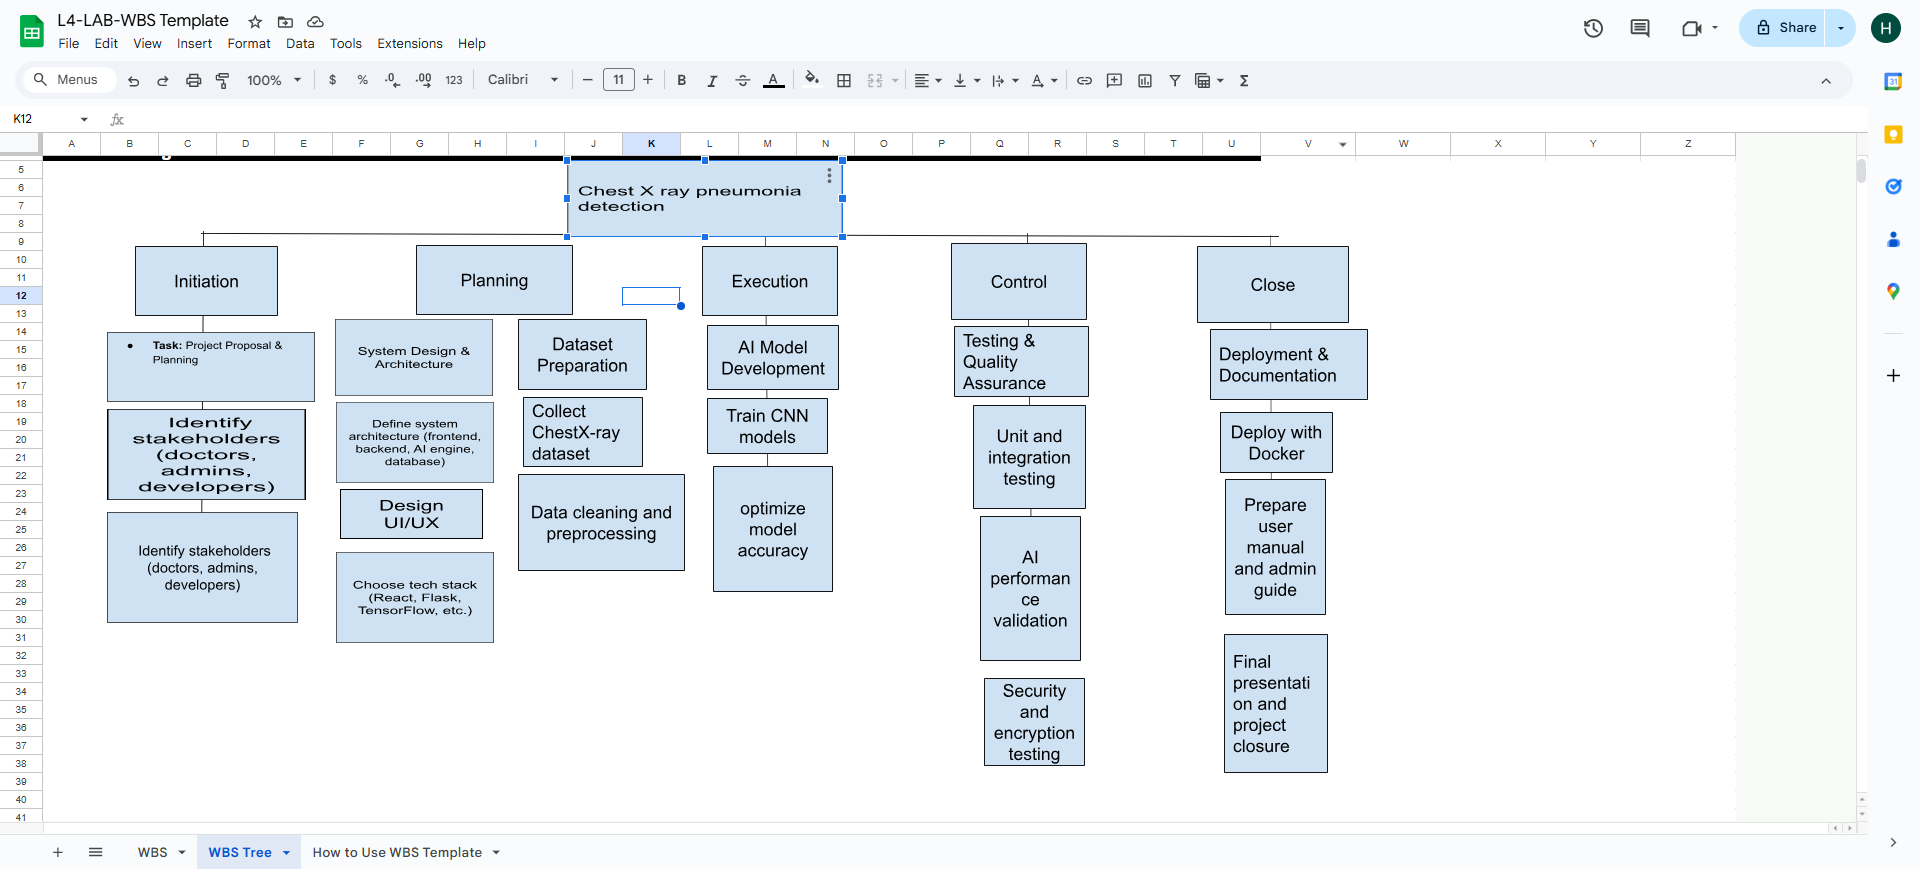 L4-LAB-WBS Template
File Edit View Insert Format Data Tools Extensions Help
Share
H
Menus
100%
$ % .0 .00 123
Calibri
11
B I A
K12
fx
A B C D E F G H I J K L M N O P Q R S T U V W X Y Z
5
6
7
8
9
10
11
12
13
14
15
16
17
18
19
20
21
22
23
24
25
26
27
28
29
30
31
32
33
34
35
36
37
38
39
40
41
Chest X ray pneumonia
detection
Initiation
Task: Project Proposal &
Planning
Identify
stakeholders
(doctors,
admins,
developers)
Identify stakeholders
(doctors, admins,
developers)
Planning
System Design &
Architecture
Define system
architecture (frontend,
backend, AI engine,
database)
Design
UI/UX
Choose tech stack
(React, Flask,
TensorFlow, etc.)
Dataset
Preparation
Collect
ChestX-ray
dataset
Data cleaning and
preprocessing
Execution
AI Model
Development
Train CNN
models
optimize
model
accuracy
Control
Testing &
Quality
Assurance
Unit and
integration
testing
AI
performan
ce
validation
Security
and
encryption
testing
Close
Deployment &
Documentation
Deploy with
Docker
Prepare
user
manual
and admin
guide
Final
presentati
on and
project
closure
31
WBS
WBS Tree
How to Use WBS Template